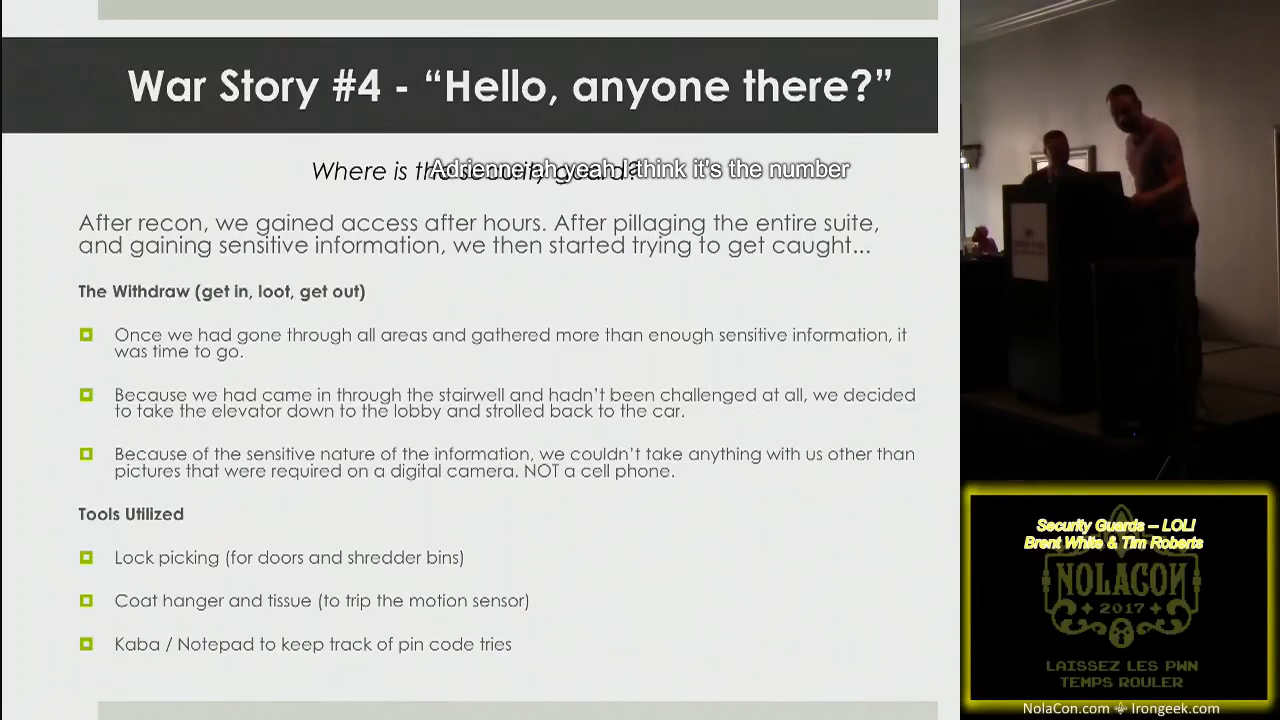 War Story #4 - “Hello, anyone there?”
Where is the security guard?
Adrienne ah yeah I think it's the number
After recon, we gained access after hours. After pillaging the entire suite,
and gaining sensitive information, we then started trying to get caught...
The Withdraw (get in, loot, get out)
Once we had gone through all areas and gathered more than enough sensitive information, it
was time to go.
Because we had came in through the stairwell and hadn’t been challenged at all, we decided
to take the elevator down to the lobby and strolled back to the car.
Because of the sensitive nature of the information, we couldn’t take anything with us other than
pictures that were required on a digital camera. NOT a cell phone.
Tools Utilized
Lock picking (for doors and shredder bins)
Coat hanger and tissue (to trip the motion sensor)
Kaba / Notepad to keep track of pin code tries
Security Guards -- LOL!
Brent White & Tim Roberts
NOLACON
2017
LAISSEZ LES PWN
TEMPS ROULER
NolaCon.com Irongeek.com